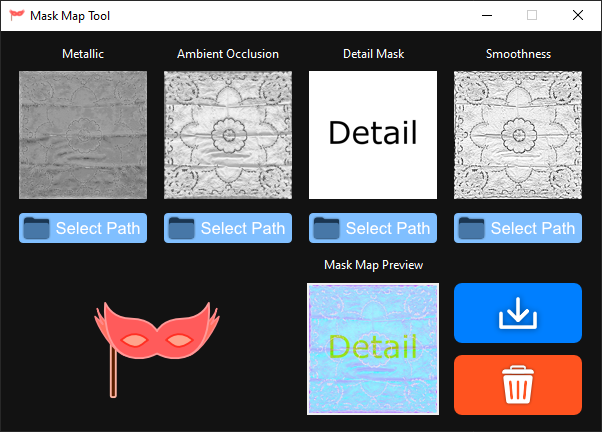 Mask Map Tool
Metallic
Ambient Occlusion
Detail Mask
Smoothness
Detail
Select Path
Select Path
Select Path
Select Path
Mask Map Preview
Detail